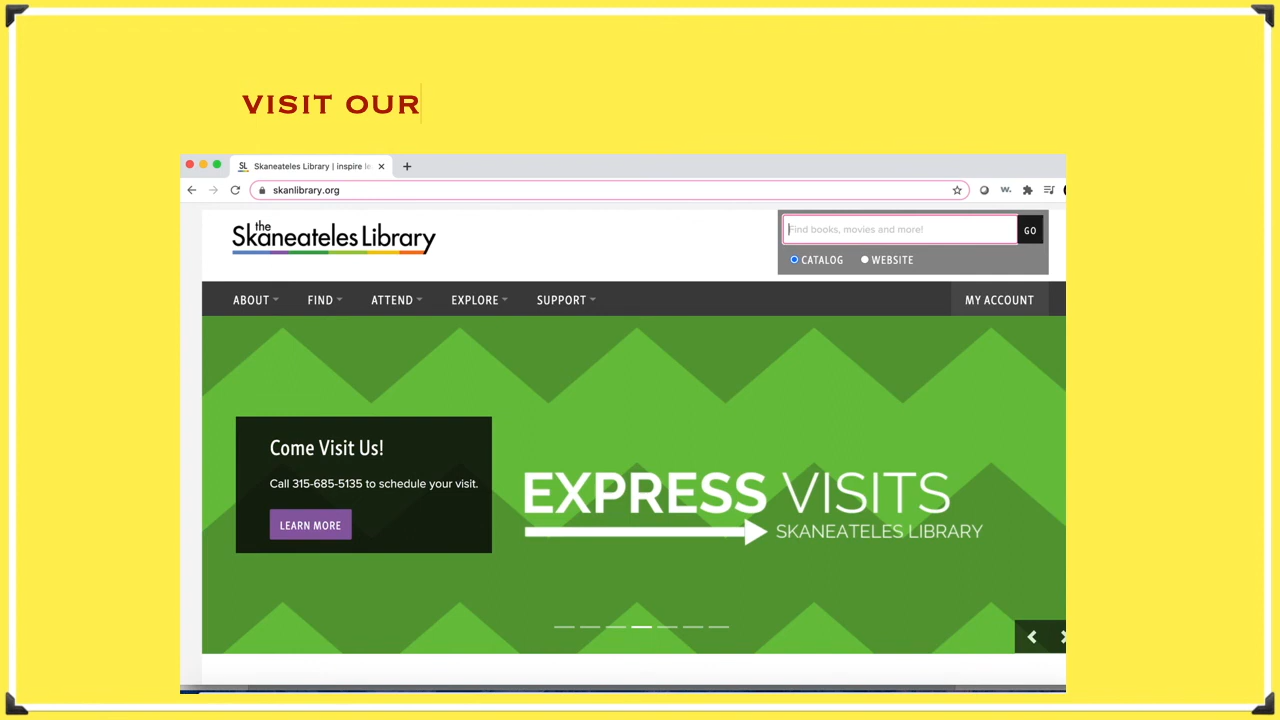 VISIT OUR
SL Skaneateles Library | inspire le
skanlibrary.org
W.
the
Skaneateles Library
Find books, movies and more!
GO
CATALOG WEBSITE
ABOUT FIND ATTEND EXPLORE SUPPORT MY ACCOUNT
Come Visit Us!
Call 315-685-5135 to schedule your visit.
LEARN MORE
EXPRESS VISITS
SKANEATELES LIBRARY